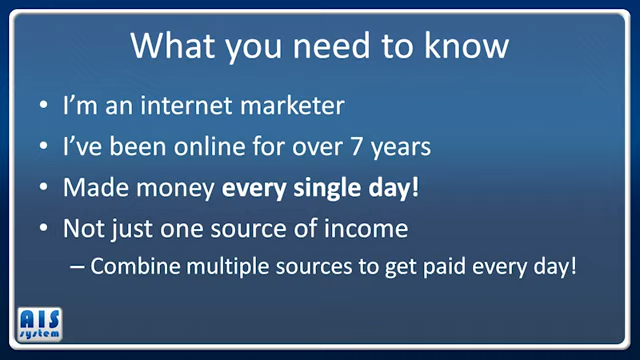 What you need to know
• I'm an internet marketer
• I've been online for over 7 years
• Made money every single day!
• Not just one source of income
– Combine multiple sources to get paid every day!
AIS
system